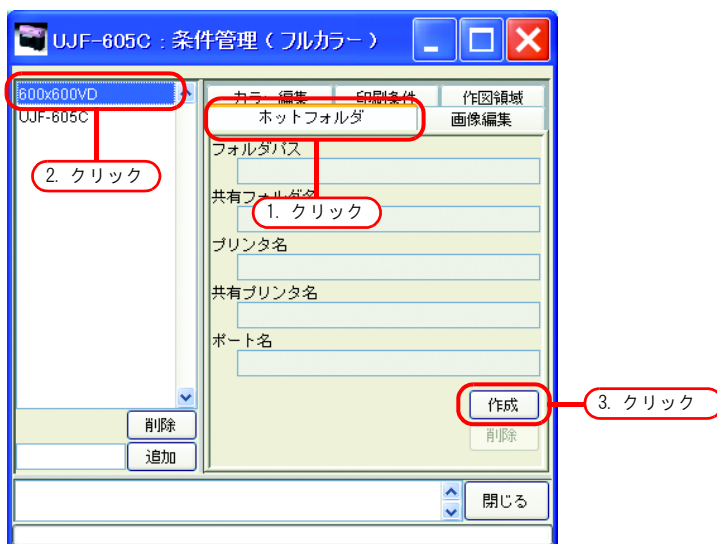 UJF-605C：条件管理（フルカラー）
600x600VD
UJF-605C
2. クリック
カラー編集 印刷条件 作図領域
ホットフォルダ 画像編集
フォルダパス
1. クリック
共有フォルダ名
プリンタ名
共有プリンタ名
ポート名
作成
3. クリック
削除
削除
追加
閉じる